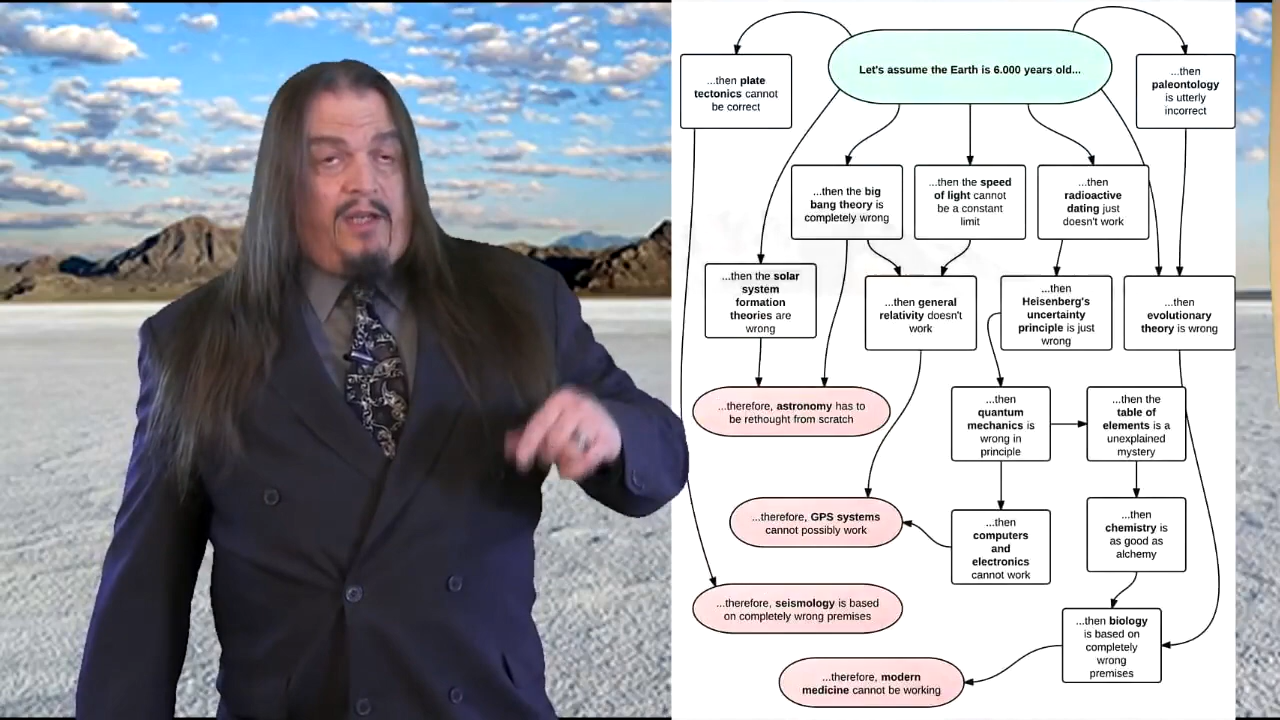 Let's assume the Earth is 6.000 years old...
...then plate
tectonics cannot
be correct
...then
paleontology
is utterly
incorrect
...then the big
bang theory is
completely wrong
...then the speed
of light cannot
be a constant
limit
...then
radioactive
dating just
doesn't work
...then the solar
system
formation
theories are
wrong
...then general
relativity doesn't
work
...then
Heisenberg's
uncertainty
principle is just
wrong
...then
evolutionary
theory is wrong
...therefore, astronomy has to
be rethought from scratch
...then
quantum
mechanics is
wrong in
principle
...then the
table of
elements is a
unexplained
mystery
...therefore, GPS systems
cannot possibly work
...then
computers
and
electronics
cannot work
...then
chemistry is
as good as
alchemy
...therefore, seismology is based
on completely wrong premises
...then biology
is based on
completely
wrong
premises
...therefore, modern
medicine cannot be working